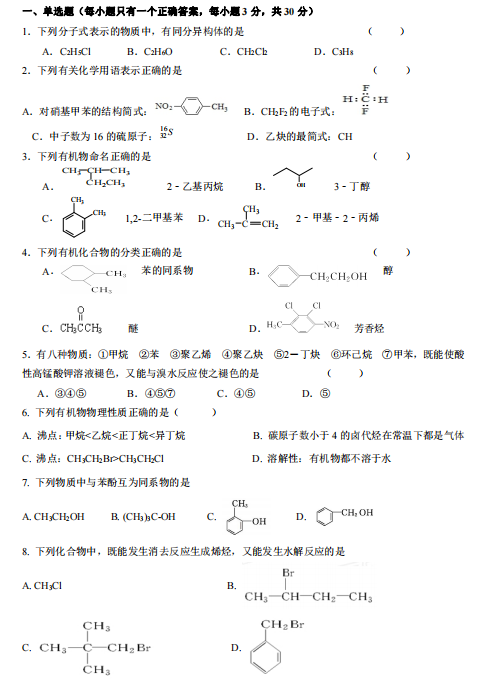 一、单选题（每小题只有一个正确答案，每小题3分，共30分）
1．下列分子式表示的物质中，有同分异构体的是 （ ）
A．C2H5Cl B．C2H6O C．CH2Cl2 D．C3H8
2．下列有关化学用语表示正确的是 （ ）
A．对硝基甲苯的结构简式： NO2 CH3 B．CH2F2的电子式： H:C:H F F
C．中子数为16的硫原子： 16 32 S D．乙炔的最简式：CH
3．下列有机物命名正确的是 （ ）
A． CH3—CH—CH3 CH2CH3 2﹣乙基丙烷 B． OH 3﹣丁醇
C． CH3 CH3 1,2-二甲基苯 D． CH3 CH3—C═CH2 2﹣甲基﹣2﹣丙烯
4．下列有机化合物的分类正确的是 （ ）
A． CH3 CH3 苯的同系物 B． CH2CH2OH 醇
C． O CH3CCH3 醚 D． Cl Cl H3C NO2 芳香烃
5．有八种物质：①甲烷 ②苯 ③聚乙烯 ④聚乙炔 ⑤2一丁炔 ⑥环己烷 ⑦甲苯，既能使酸
性高锰酸钾溶液褪色，又能与溴水反应使之褪色的是 （ ）
A．③④⑤ B．④⑤⑦ C．④⑤ D．⑤
6. 下列有机物物理性质正确的是（ ）
A. 沸点：甲烷<乙烷<正丁烷<异丁烷 B. 碳原子数小于4的卤代烃在常温下都是气体
C. 沸点：CH3CH2Br>CH3CH2Cl D. 溶解性：有机物都不溶于水
7. 下列物质中与苯酚互为同系物的是
A. CH3CH2OH B. (CH3)3C-OH C. CH3 OH D. CH2OH
8. 下列化合物中，既能发生消去反应生成烯烃，又能发生水解反应的是
A. CH3Cl B. Br CH3—CH—CH2—CH3
C. CH3 CH3—C—CH2Br CH3 D. CH2Br